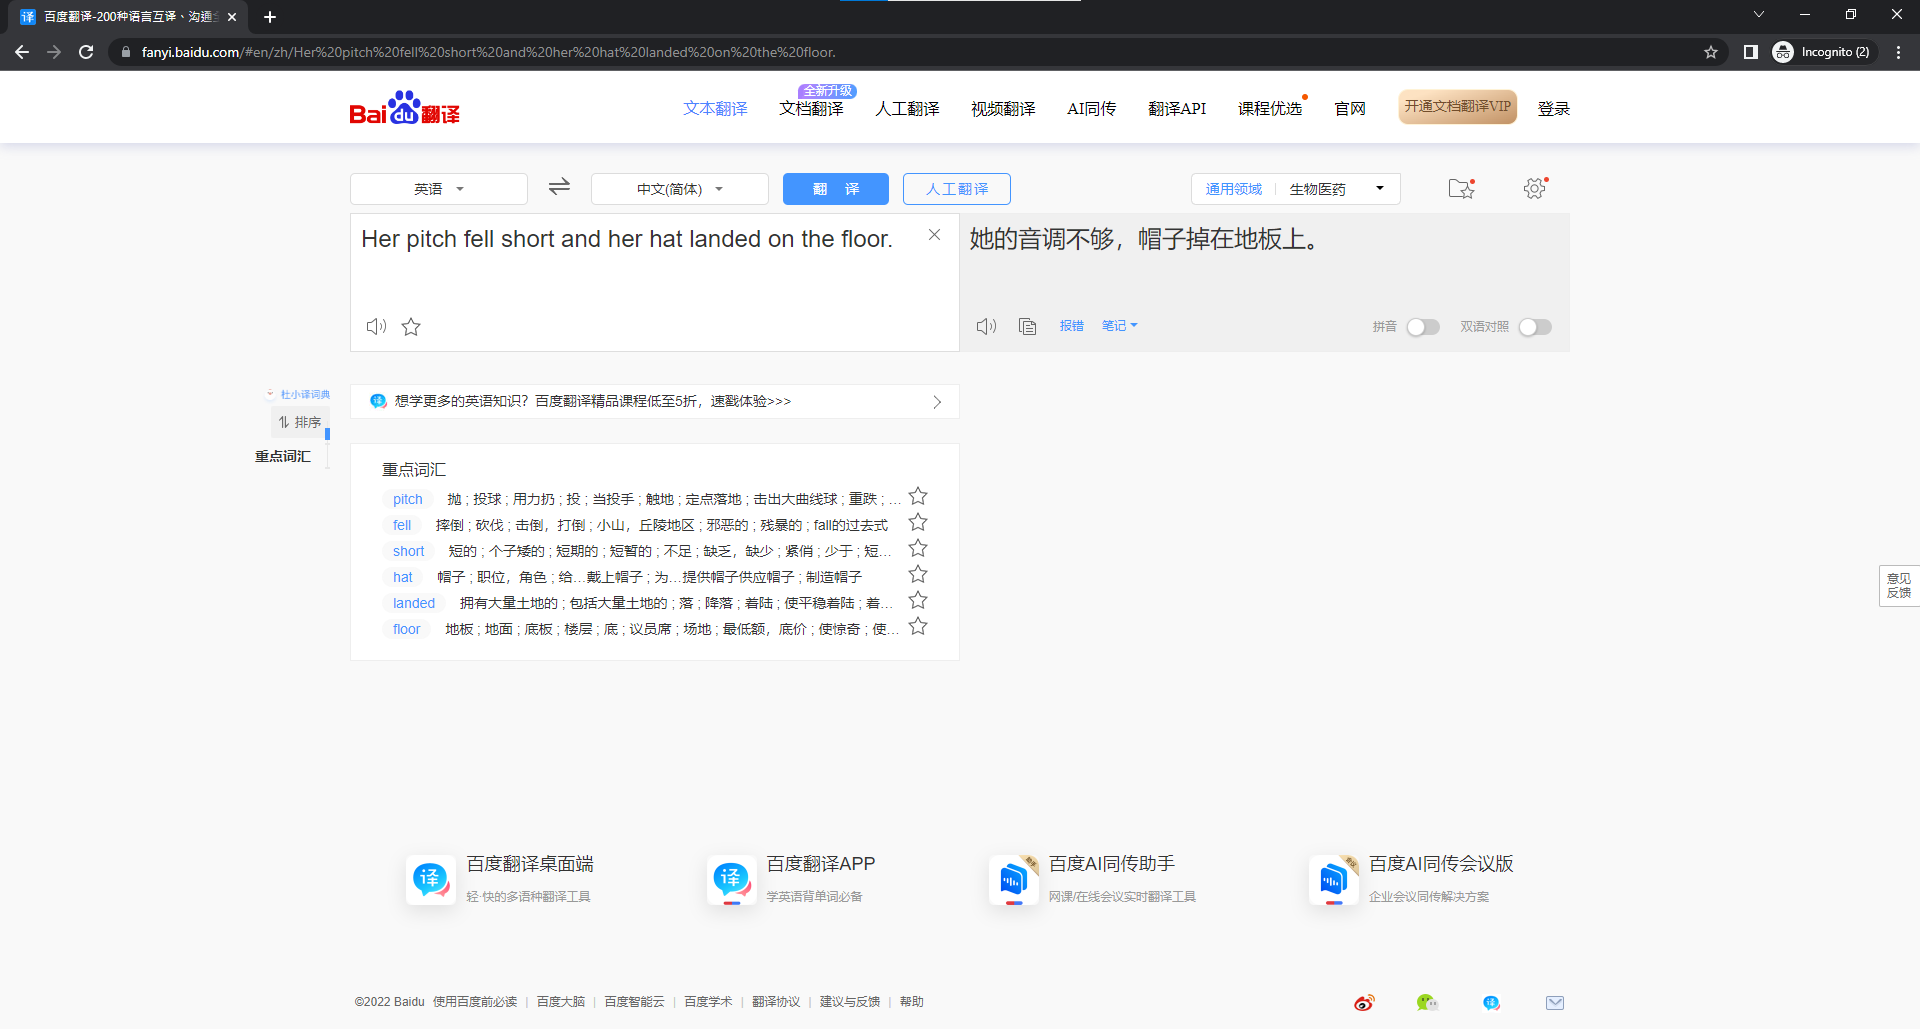 百度翻译-200种语言互译、沟通
Incognito (2)
fanyi.baidu.com/#en/zh/Her%20pitch%20fell%20short%20and%20her%20hat%20landed%20on%20the%20floor.
Bai du 翻译
文本翻译 文档翻译 全新升级 人工翻译 视频翻译 AI同传 翻译API 课程优选 官网 开通文档翻译VIP 登录
英语 中文(简体) 翻 译 人工翻译 通用领域 生物医药
Her pitch fell short and her hat landed on the floor.
她的音调不够，帽子掉在地板上。
报错 笔记 拼音 双语对照
杜小译词典
排序
重点词汇
想学更多的英语知识？百度翻译精品课程低至5折，速戳体验>>>
重点词汇
pitch 抛 ; 投球 ; 用力扔 ; 投 ; 当投手 ; 触地 ; 定点落地 ; 击出大曲线球 ; 重跌 ; ...
fell 摔倒 ; 砍伐 ; 击倒，打倒 ; 小山，丘陵地区 ; 邪恶的 ; 残暴的 ; fall的过去式
short 短的 ; 个子矮的 ; 短期的 ; 短暂的 ; 不足 ; 缺乏，缺少 ; 紧俏 ; 少于 ; 短...
hat 帽子 ; 职位，角色 ; 给…戴上帽子 ; 为…提供帽子供应帽子 ; 制造帽子
landed 拥有大量土地的 ; 包括大量土地的 ; 落 ; 降落 ; 着陆 ; 使平稳着陆 ; 着...
floor 地板 ; 地面 ; 底板 ; 楼层 ; 底 ; 议员席 ; 场地 ; 最低额，底价 ; 使惊奇 ; 使...
意见
反馈
百度翻译桌面端
轻·快的多语种翻译工具
百度翻译APP
学英语背单词必备
百度AI同传助手
网课/在线会议实时翻译工具
百度AI同传会议版
企业会议同传解决方案
©2022 Baidu 使用百度前必读 | 百度大脑 | 百度智能云 | 百度学术 | 翻译协议 | 建议与反馈 | 帮助